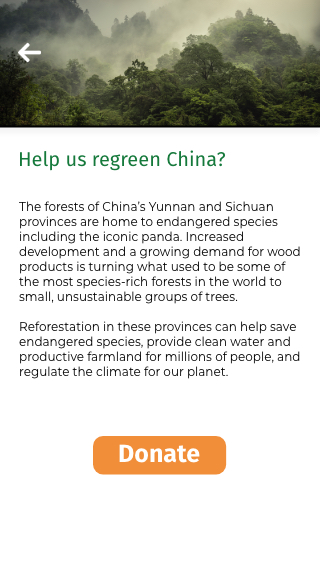 Help us regreen China?
The forests of China's Yunnan and Sichuan
provinces are home to endangered species
including the iconic panda. Increased
development and a growing demand for wood
products is turning what used to be some of
the most species-rich forests in the world to
small, unsustainable groups of trees.
Reforestation in these provinces can help save
endangered species, provide clean water and
productive farmland for millions of people, and
regulate the climate for our planet.
Donate